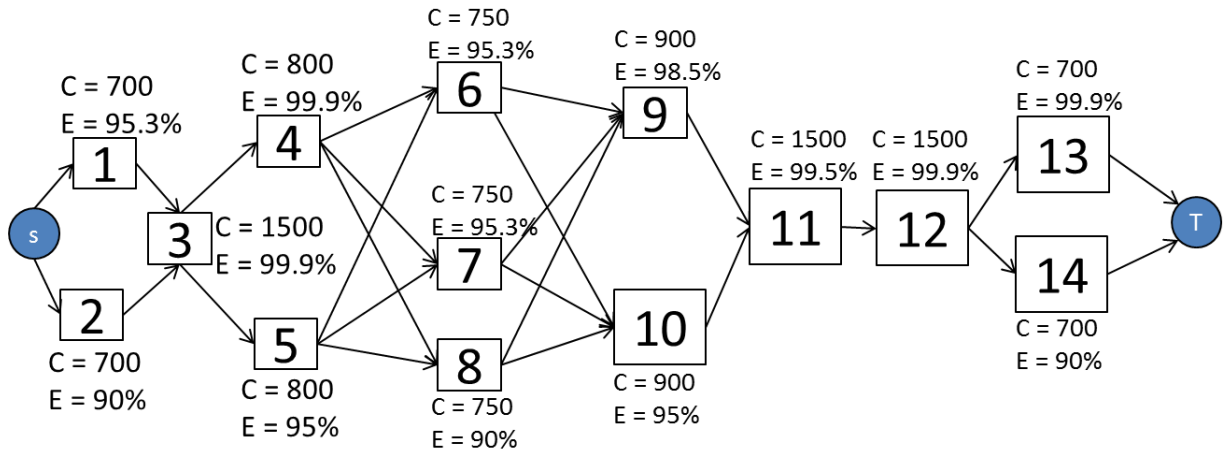 s
C = 700
E = 95.3%
1
2
C = 700
E = 90%
3
C = 1500
E = 99.9%
C = 800
E = 99.9%
4
5
C = 800
E = 95%
C = 750
E = 95.3%
6
C = 750
E = 95.3%
7
8
C = 750
E = 90%
C = 900
E = 98.5%
9
10
C = 900
E = 95%
C = 1500
E = 99.5%
11
C = 1500
E = 99.9%
12
C = 700
E = 99.9%
13
14
C = 700
E = 90%
T